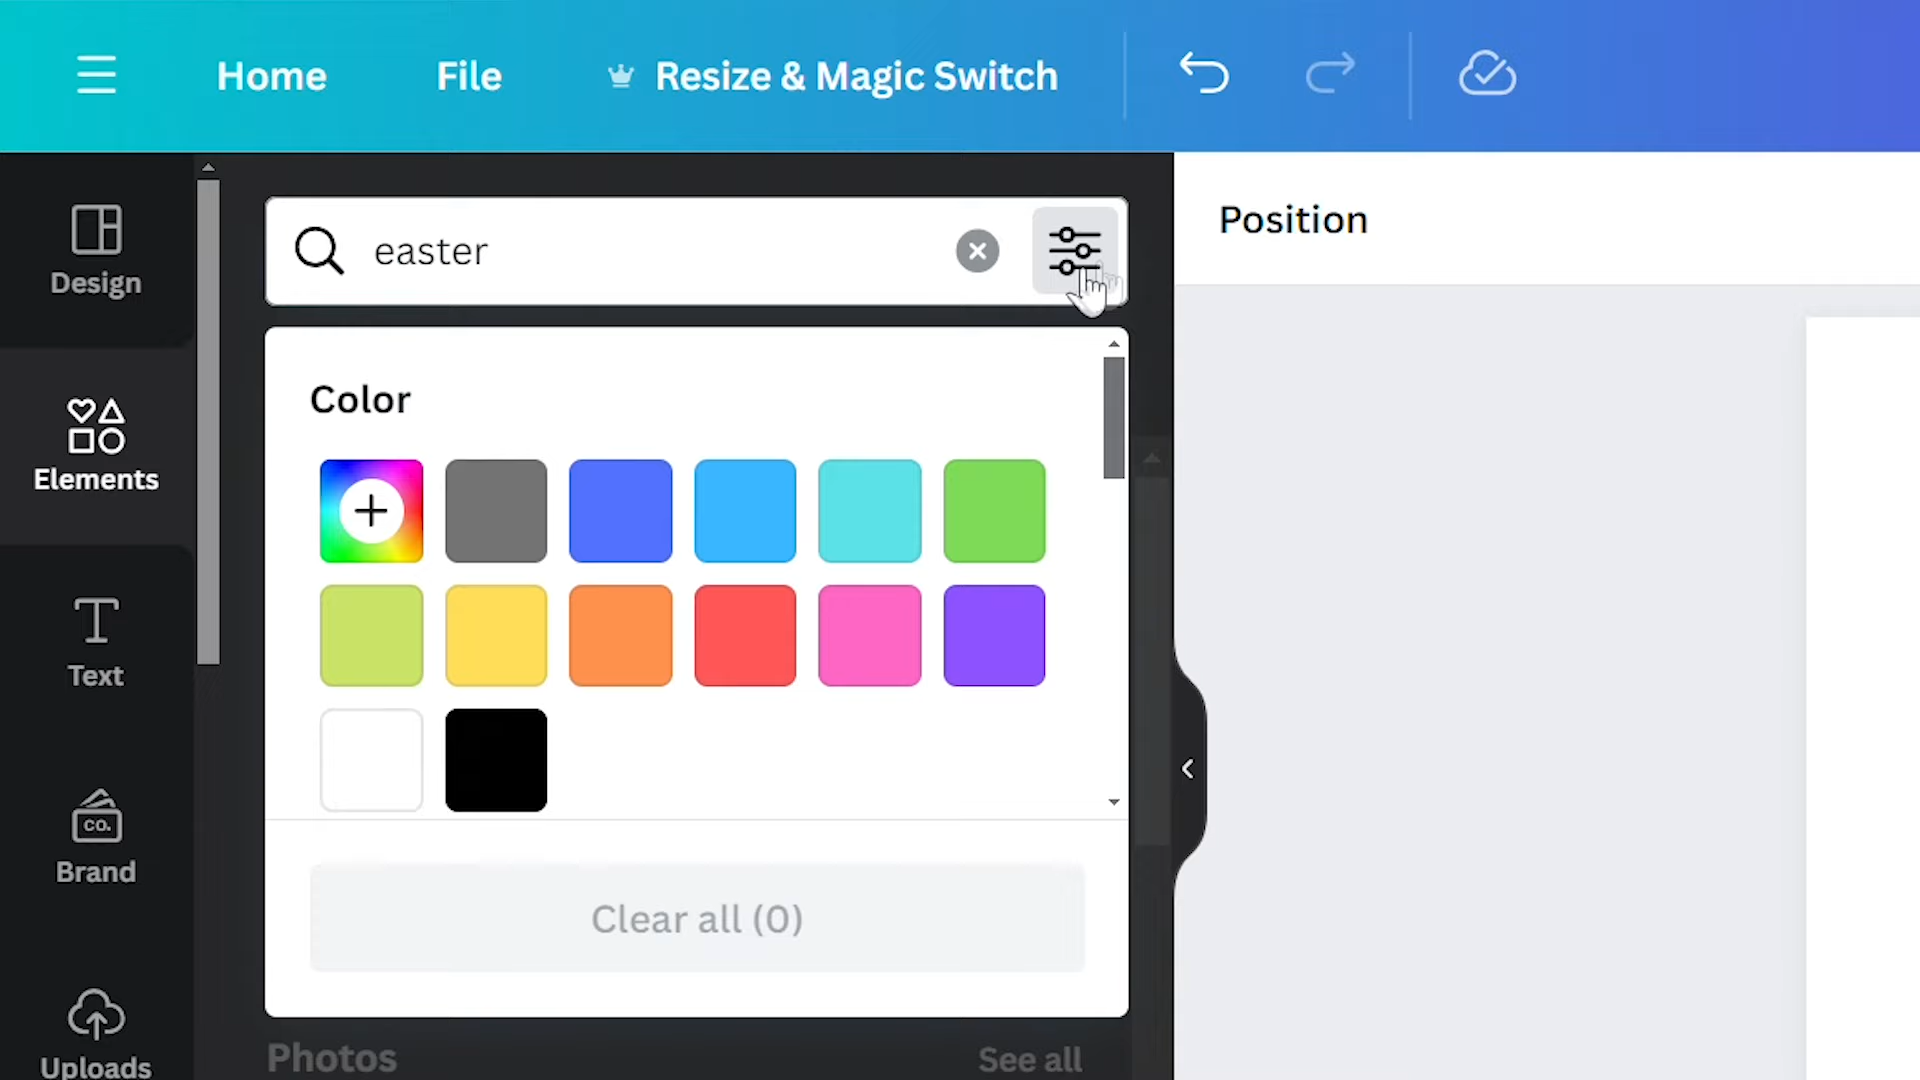 Home File Resize & Magic Switch
Position
easter
Design
Color
Elements
Text
CO.
Brand
Clear all (0)
Uploads
Photos See all